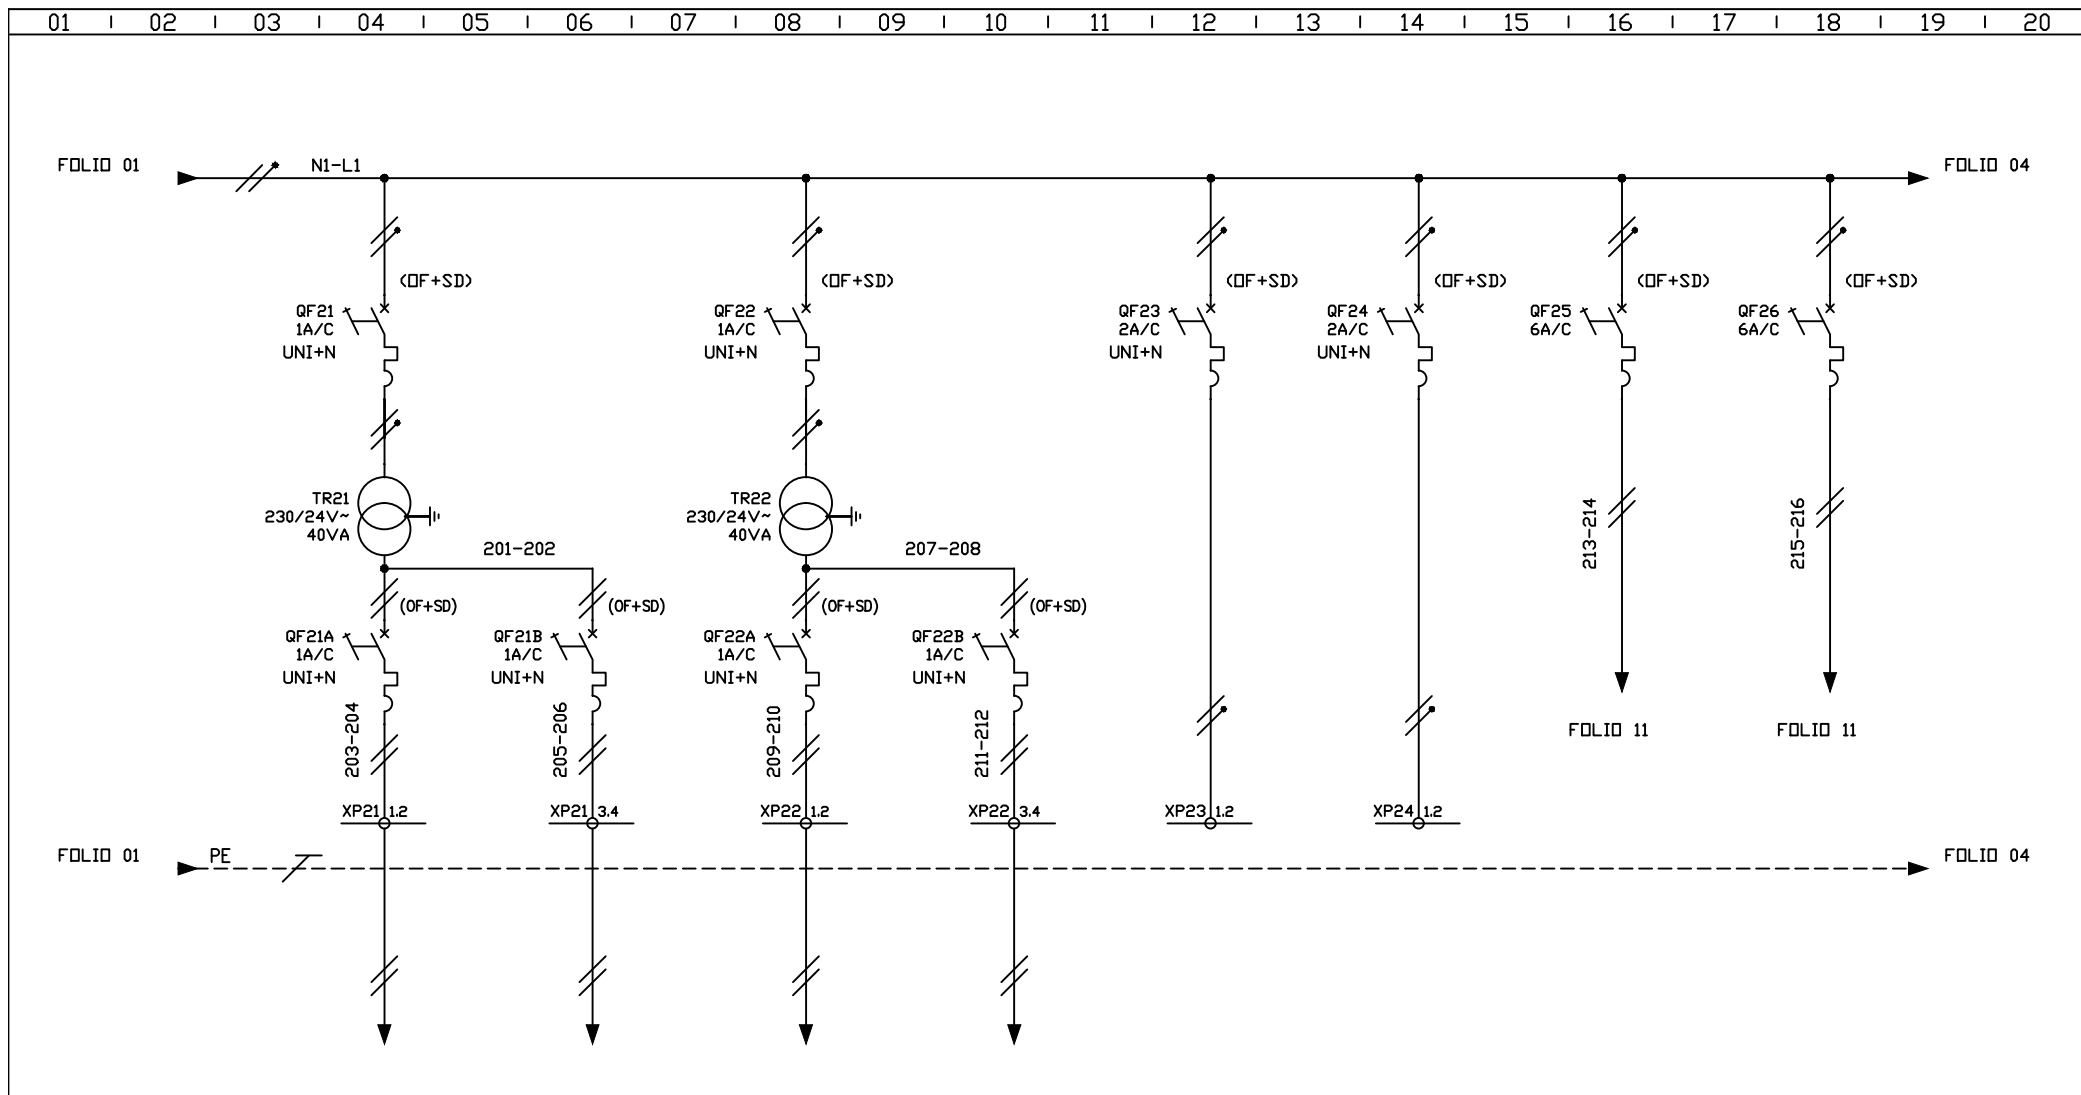 01 02 03 04 05 06 07 08 09 10 11 12 13 14 15 16 17 18 19 20
FOLIO 01 N1-L1 FOLIO 04
(OF+SD) (OF+SD) (OF+SD) (OF+SD) (OF+SD) (OF+SD)
QF21 QF22 QF23 QF24 QF25 QF26
1A/C 1A/C 2A/C 2A/C 6A/C 6A/C
UNI+N UNI+N UNI+N UNI+N
TR21 TR22
230/24V~ 230/24V~
40VA 40VA
213-214 215-216
201-202 207-208
(OF+SD) (OF+SD) (OF+SD) (OF+SD)
QF21A QF21B QF22A QF22B
1A/C 1A/C 1A/C 1A/C
UNI+N UNI+N UNI+N UNI+N
203-204 205-206 209-210 211-212
FOLIO 11 FOLIO 11
XP21 1.2 XP21 3.4 XP22 1.2 XP22 3.4 XP23 1.2 XP24 1.2
FOLIO 01 PE FOLIO 04